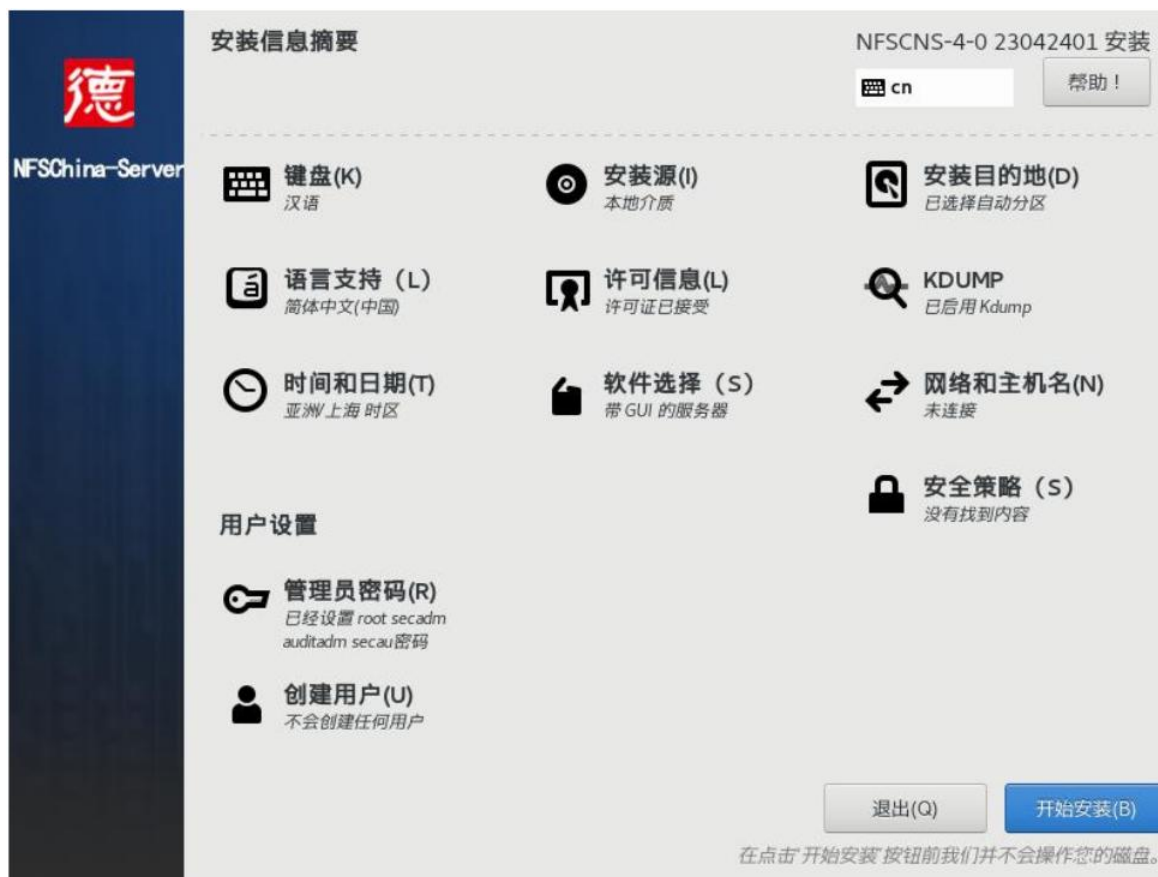 安装信息摘要
NFSCNS-4-0 23042401 安装
cn
帮助！
德
NFSChina-Server
键盘(K)
汉语
安装源(I)
本地介质
安装目的地(D)
已选择自动分区
语言支持（L）
简体中文(中国)
许可信息(L)
许可证已接受
KDUMP
已启用 Kdump
时间和日期(T)
亚洲/上海 时区
软件选择（S）
带 GUI 的服务器
网络和主机名(N)
未连接
安全策略（S）
没有找到内容
用户设置
管理员密码(R)
已经设置 root secadm
auditadm secau密码
创建用户(U)
不会创建任何用户
退出(Q)
开始安装(B)
在点击"开始安装"按钮前我们并不会操作您的磁盘。